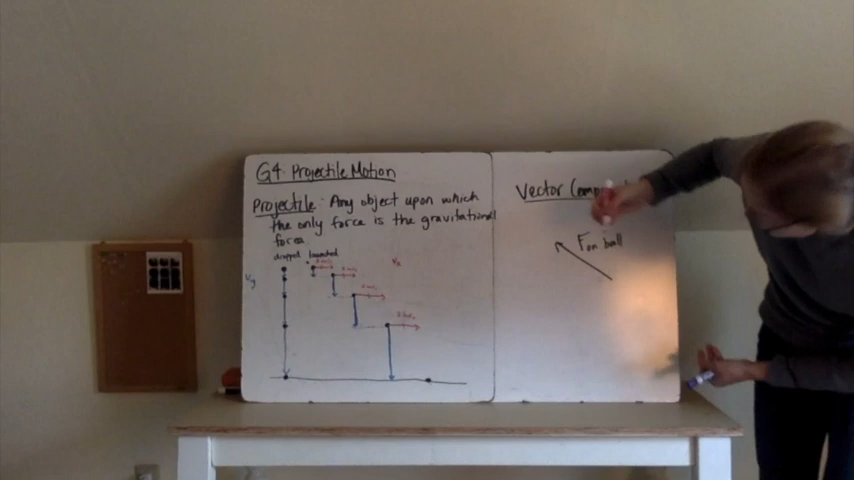 G4: Projectile Motion
Projectile: Any object upon which
the only force is the gravitational
force.
dropped launched
Vx
Vy
Vector
F on ball